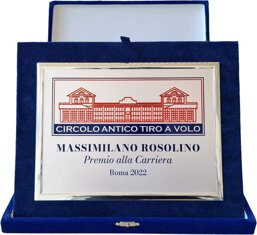 CIRCOLO ANTICO TIRO A VOLO
MASSIMILANO ROSOLINO
Premio alla Carriera
Roma 2022